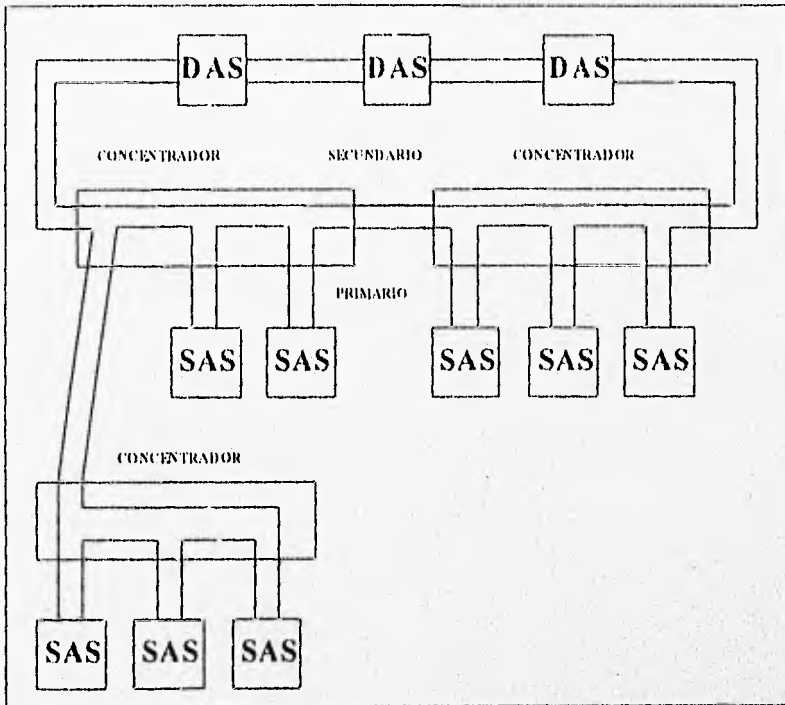 DAS DAS DAS
CONCENTRADOR SECUNDARIO CONCENTRADOR
PRIMARIO
SAS SAS SAS SAS SAS
CONCENTRADOR
SAS SAS SAS